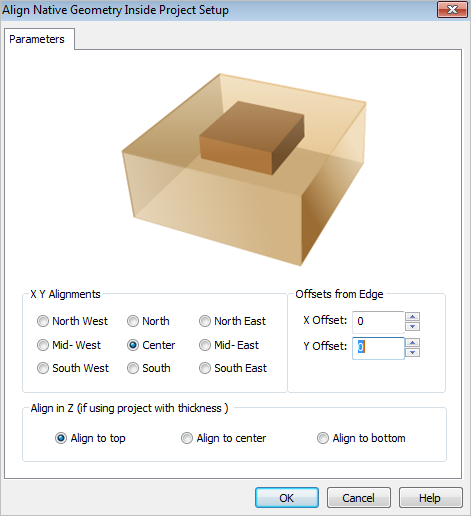 Align Native Geometry Inside Project Setup
Parameters
X Y Alignments
North West North North East
Mid- West Center Mid- East
South West South South East
Offsets from Edge
X Offset: 0
Y Offset: 0
Align in Z (if using project with thickness )
Align to top Align to center Align to bottom
OK Cancel Help